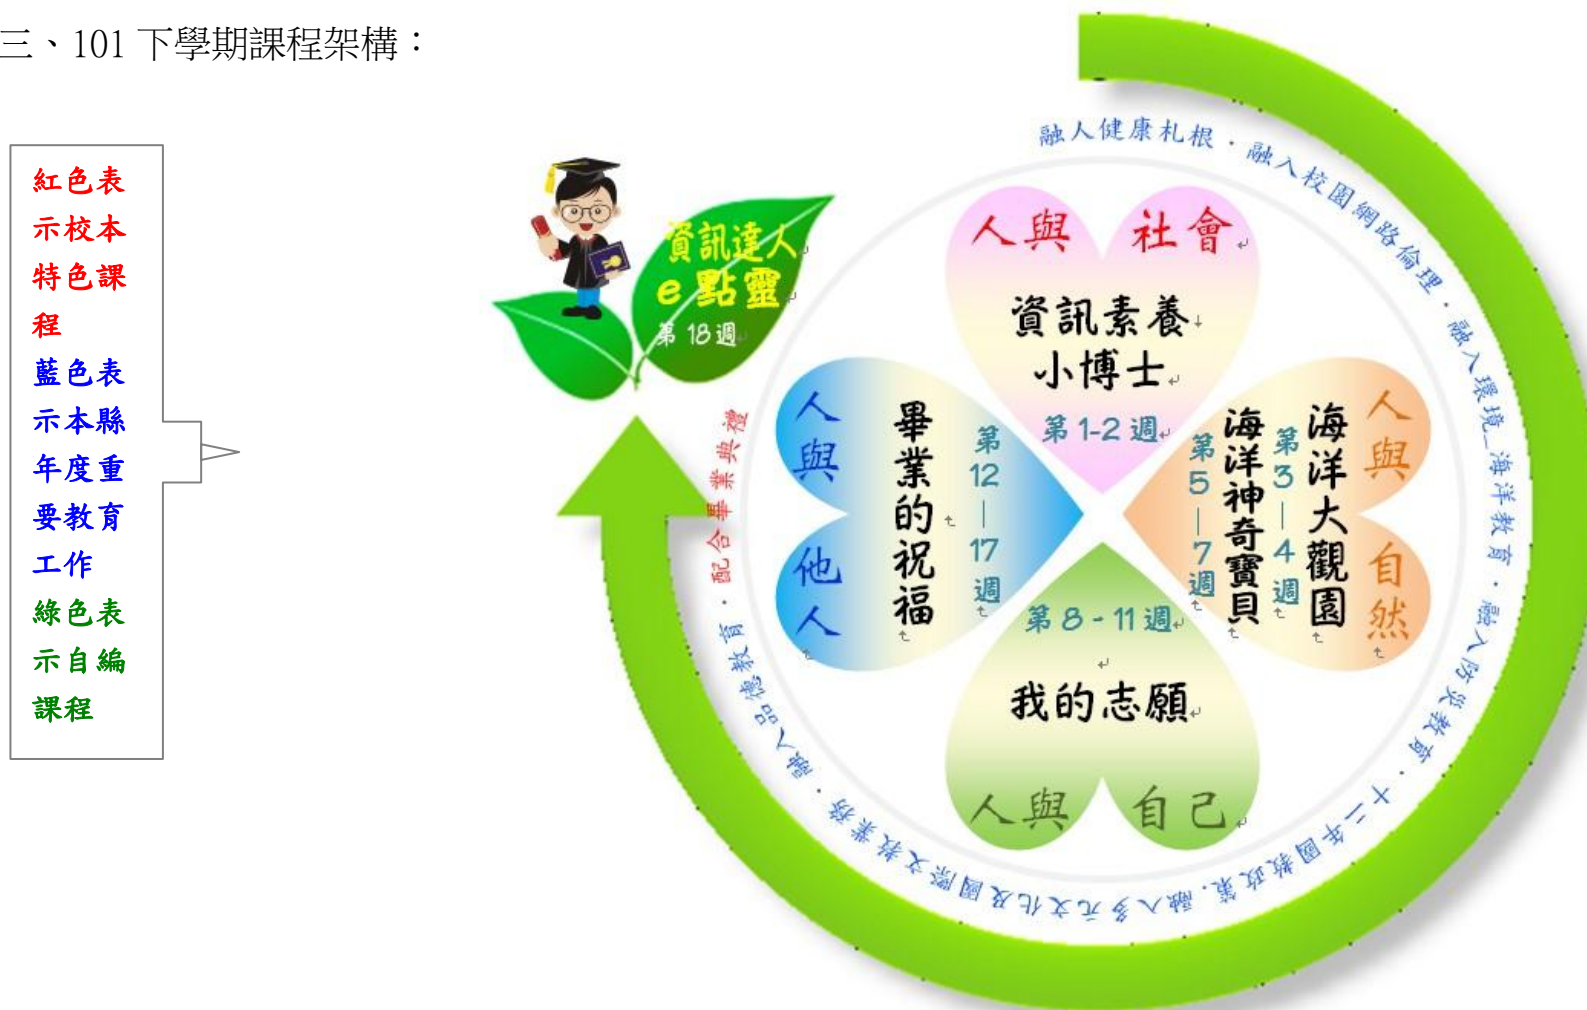 三、101 下學期課程架構：
紅色表
示校本
特色課
程
藍色表
示本縣
年度重
要教育
工作
綠色表
示自編
課程
資訊達人
e 點靈
第 18 週
融人健康札根．融入校園網路倫理．融入環境_海洋教育．融入防災教育．十二年國教政策．融入多元文化及國際文教業務．融入品德教育．配合畢業典禮
人與 社會
資訊素養
小博士
第 1-2 週
人與 自然
海洋大觀園
第 3－4 週
海洋神奇寶貝
第 5－7 週
第 8 - 11 週
我的志願
人與 自己
人與 他人
畢業的祝福
第 12－17 週